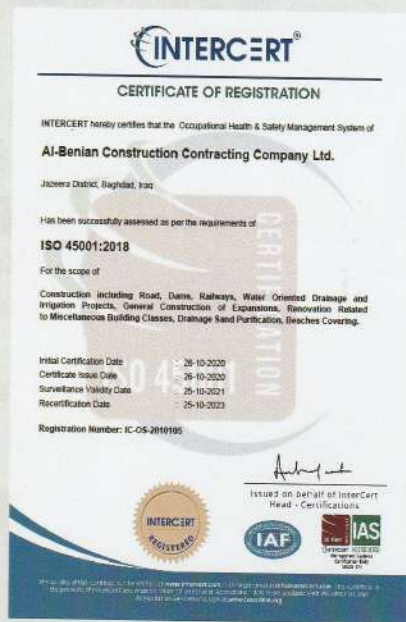 INTERCERT®
CERTIFICATE OF REGISTRATION
INTERCERT hereby certifies that the Occupational Health & Safety Management System of
Al-Benian Construction Contracting Company Ltd.
Jazeera District, Baghdad, Iraq
Has been successfully assessed as per the requirements of
ISO 45001:2018
For the scope of
Construction including Road, Dams, Railways, Water Oriented Drainage and
Irrigation Projects, General Construction of Expansions, Renovation Related
to Miscellaneous Building Classes, Drainage Sand Purification, Beaches Covering.
CERTIFICATION
Initial Certification Date : 26-10-2020
Certificate Issue Date : 26-10-2020
Surveillance Validity Date : 25-10-2021
Recertification Date : 25-10-2023
Registration Number: IC-OS-2010105
Issued on behalf of InterCert
Head - Certifications
INTERCERT
REGISTERED
IAF
IAS